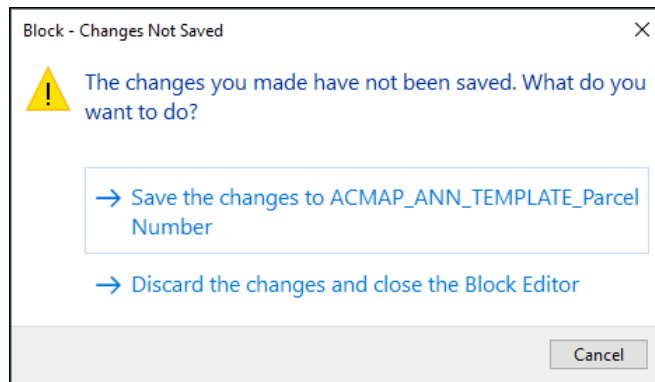 Block - Changes Not Saved
The changes you made have not been saved. What do you
want to do?
Save the changes to ACMAP_ANN_TEMPLATE_Parcel
Number
Discard the changes and close the Block Editor
Cancel